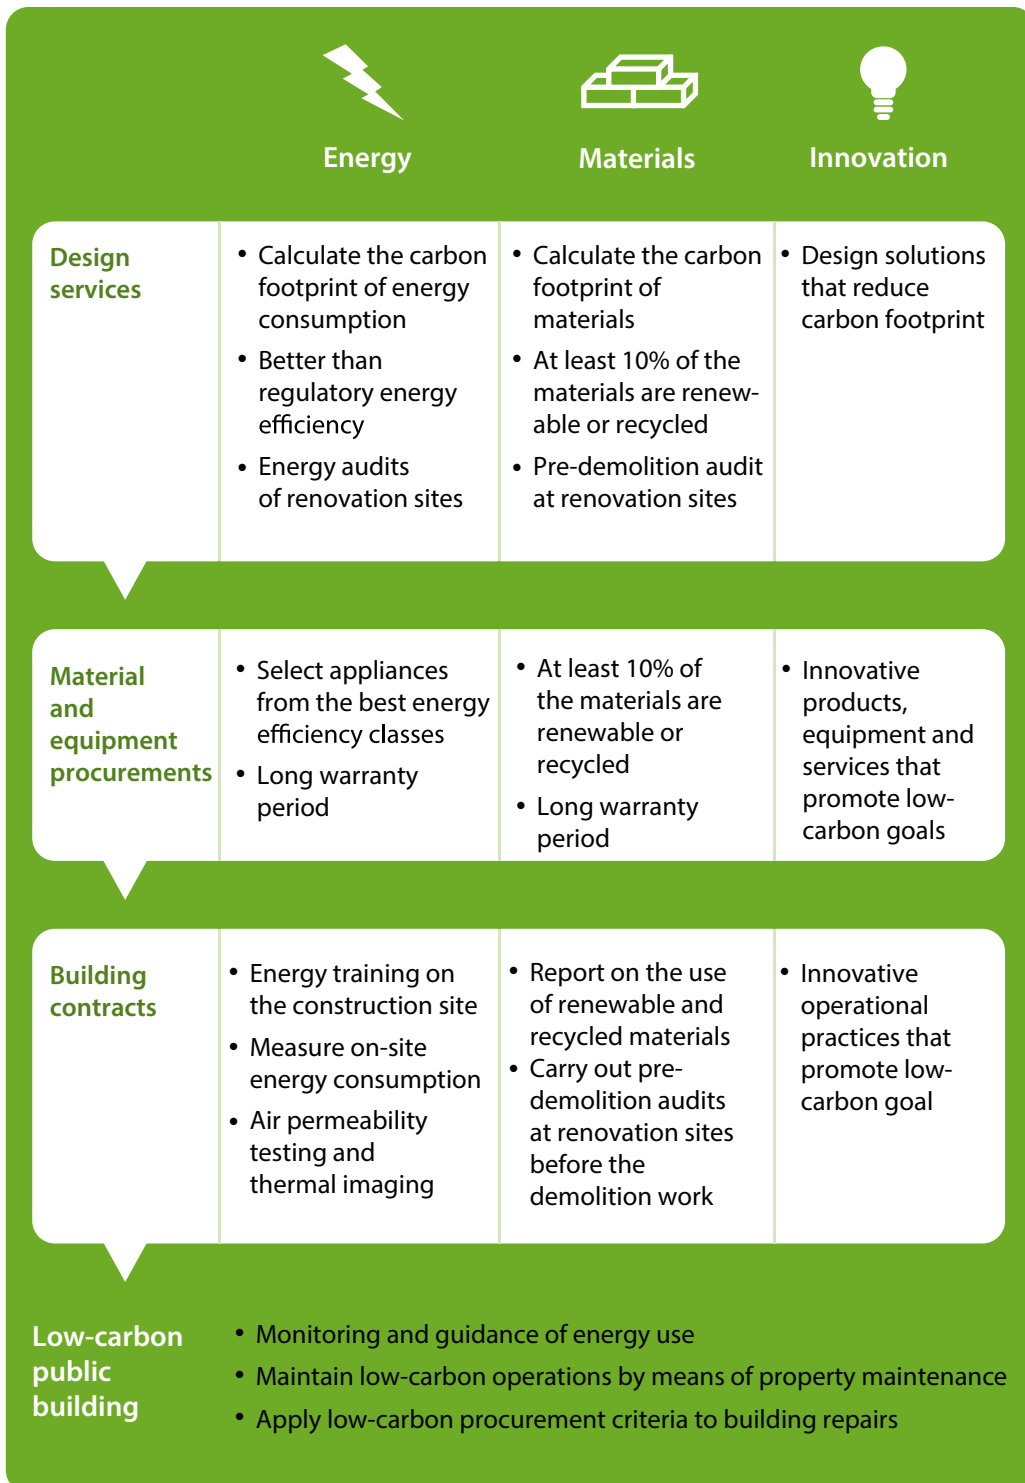 Energy
Materials
Innovation
Design
services
• Calculate the carbon
footprint of energy
consumption
• Better than
regulatory energy
efficiency
• Energy audits
of renovation sites
• Calculate the carbon
footprint of
materials
• At least 10% of the
materials are renew-
able or recycled
• Pre-demolition audit
at renovation sites
• Design solutions
that reduce
carbon footprint
Material
and
equipment
procurements
• Select appliances
from the best energy
efficiency classes
• Long warranty
period
• At least 10% of
the materials are
renewable or
recycled
• Long warranty
period
• Innovative
products,
equipment and
services that
promote low-
carbon goals
Building
contracts
• Energy training on
the construction site
• Measure on-site
energy consumption
• Air permeability
testing and
thermal imaging
• Report on the use
of renewable and
recycled materials
• Carry out pre-
demolition audits
at renovation sites
before the
demolition work
• Innovative
operational
practices that
promote low-
carbon goal
Low-carbon
public
building
• Monitoring and guidance of energy use
• Maintain low-carbon operations by means of property maintenance
• Apply low-carbon procurement criteria to building repairs